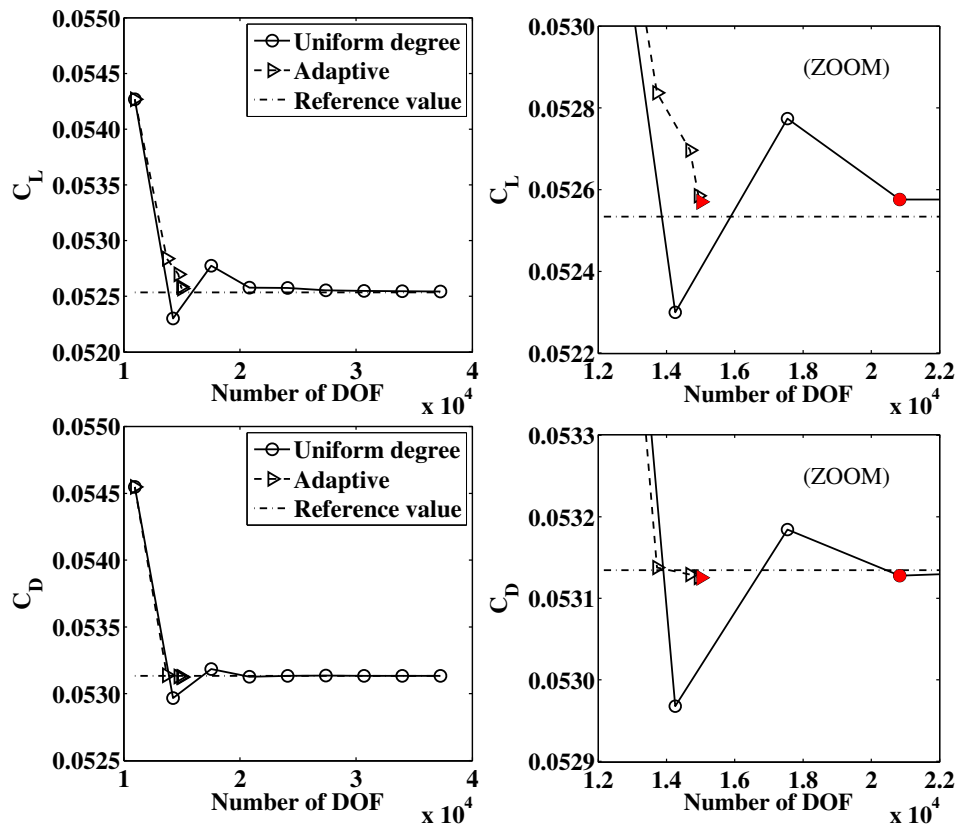 0.0550
0.0545
0.0540
0.0535
0.0530
0.0525
0.0520
C_L
Uniform degree
Adaptive
Reference value
1 2 3 4
Number of DOF
x 10^4
0.0530
0.0528
0.0526
0.0524
0.0522
C_L
(ZOOM)
1.2 1.4 1.6 1.8 2 2.2
Number of DOF
x 10^4
0.0550
0.0545
0.0540
0.0535
0.0530
0.0525
C_D
Uniform degree
Adaptive
Reference value
1 2 3 4
Number of DOF
x 10^4
0.0533
0.0532
0.0531
0.0530
0.0529
C_D
(ZOOM)
1.2 1.4 1.6 1.8 2 2.2
Number of DOF
x 10^4